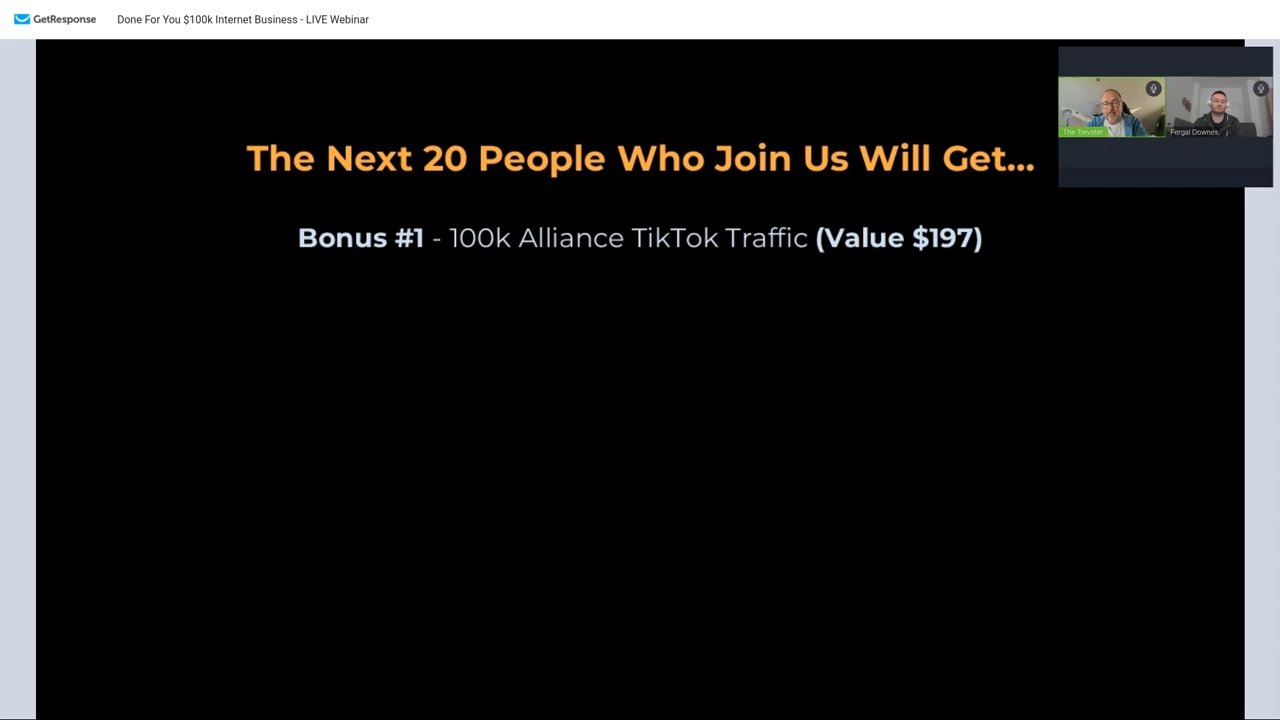 GetResponse
Done For You $100k Internet Business - LIVE Webinar
The Trevster
Fergal Downes
The Next 20 People Who Join Us Will Get...
Bonus #1 - 100k Alliance TikTok Traffic (Value $197)